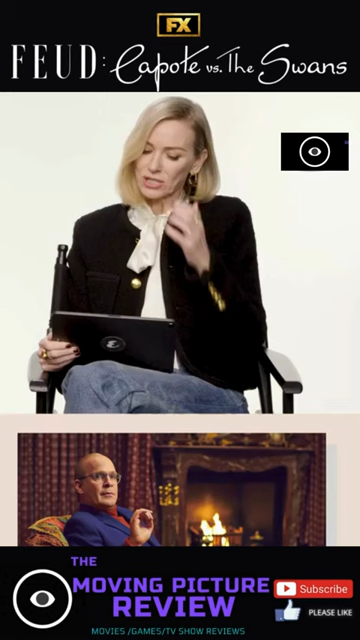 FX
FEUD: Capote vs. The Swans
THE
MOVING PICTURE
REVIEW
MOVIES /GAMES/TV SHOW REVIEWS
Subscribe
PLEASE LIKE